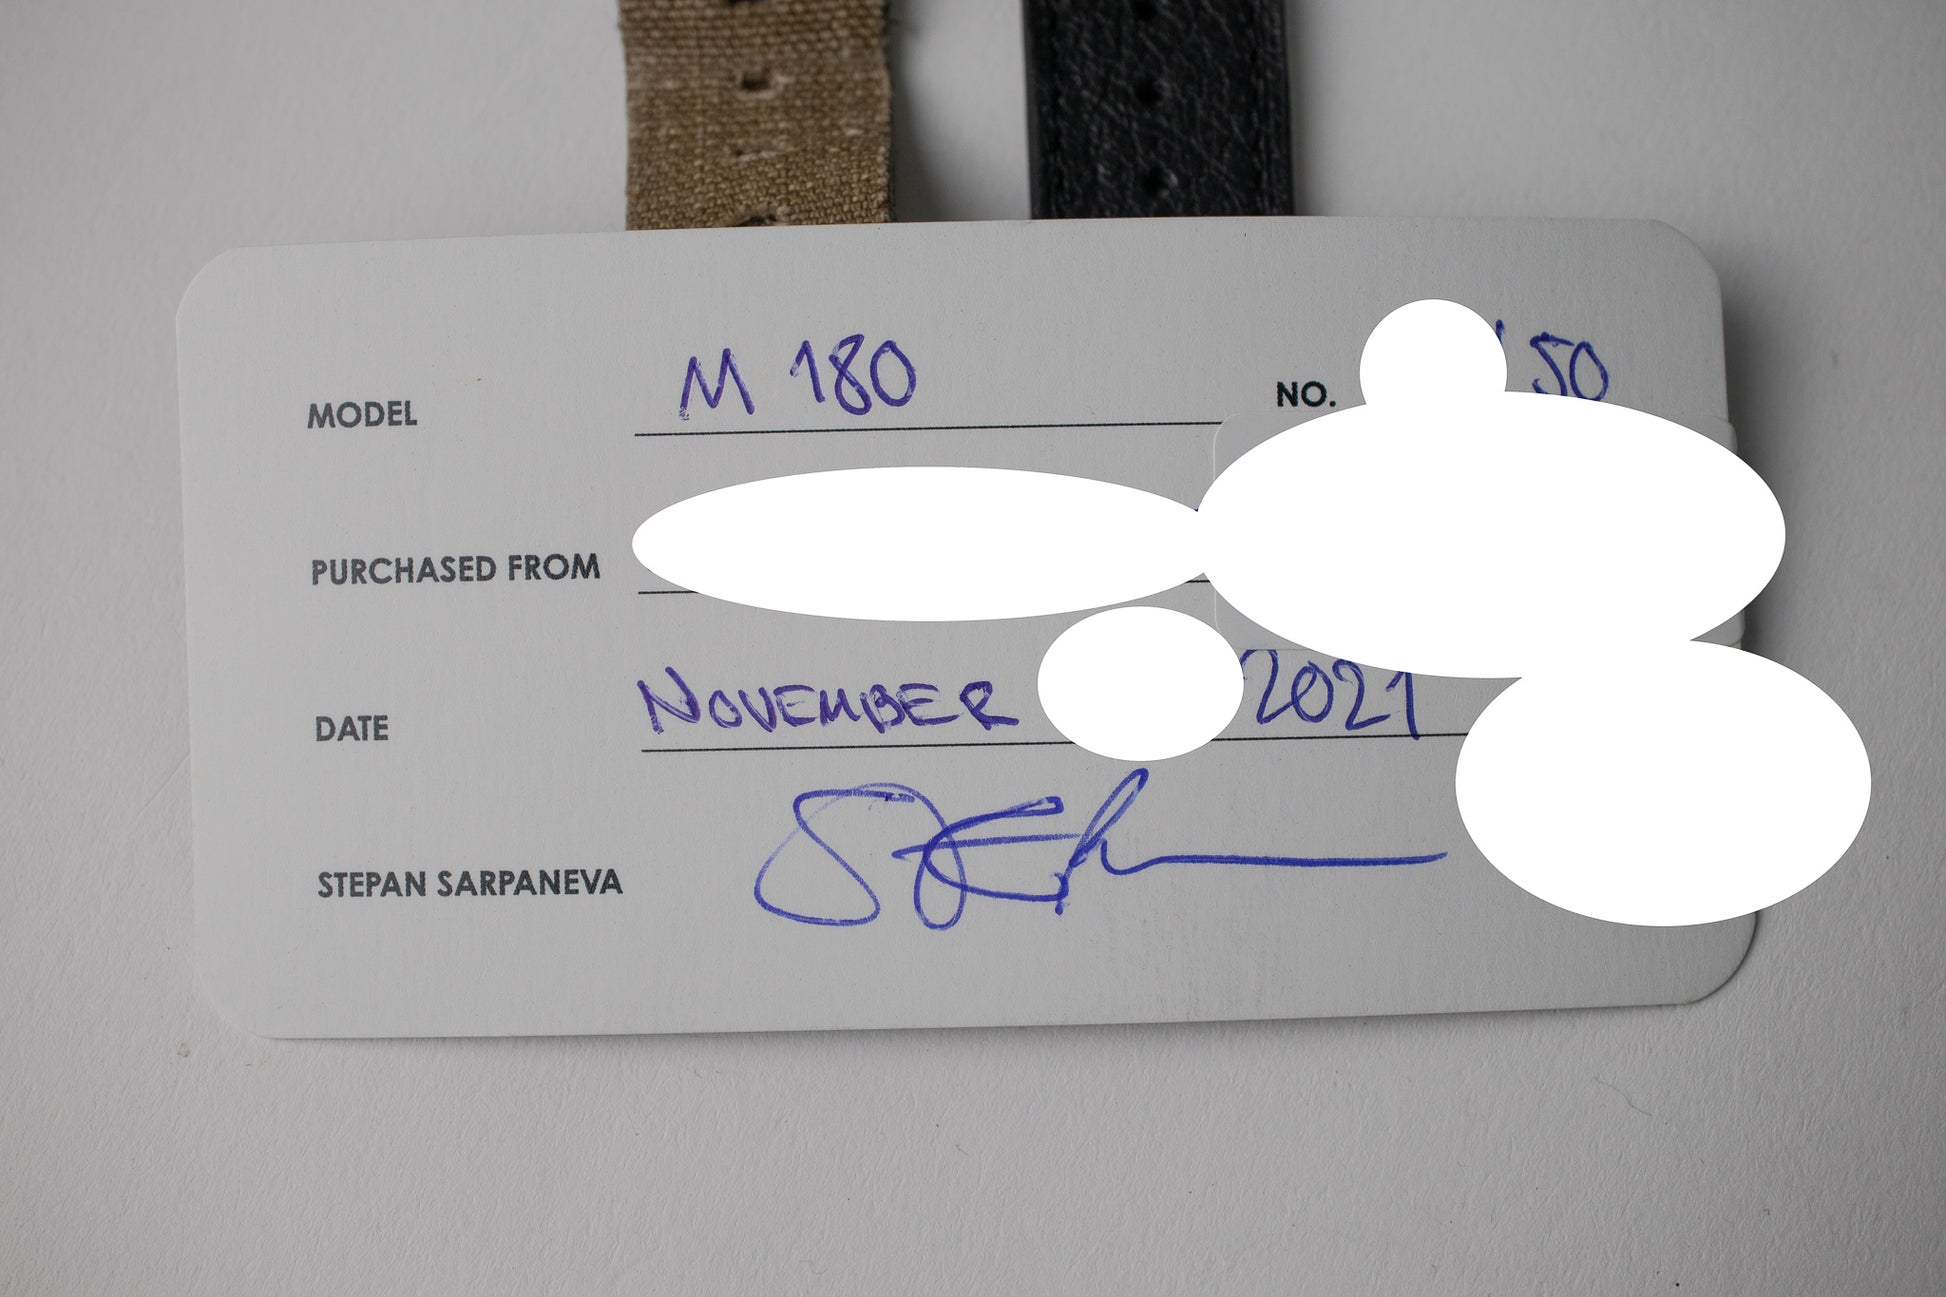 MODEL M 180 NO. 50
PURCHASED FROM
DATE NOVEMBER 2021
STEPAN SARPANEVA